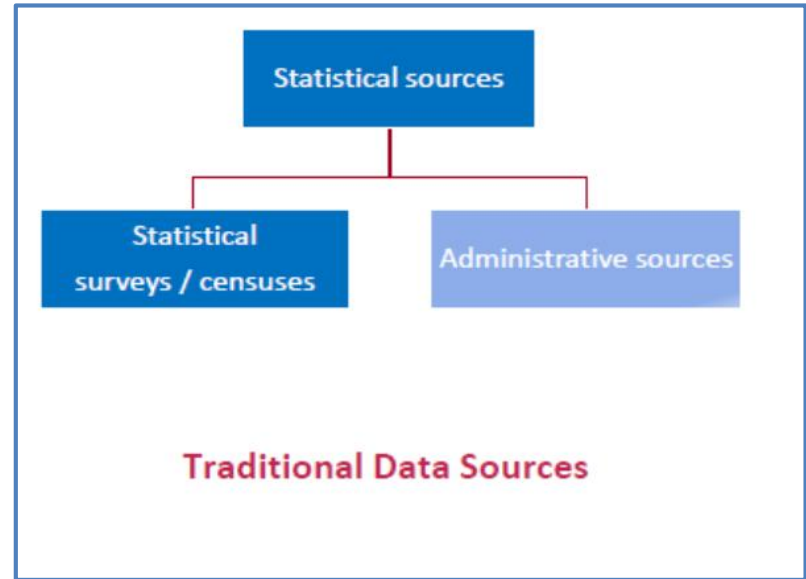 Statistical sources
Statistical
surveys / censuses
Administrative sources
Traditional Data Sources